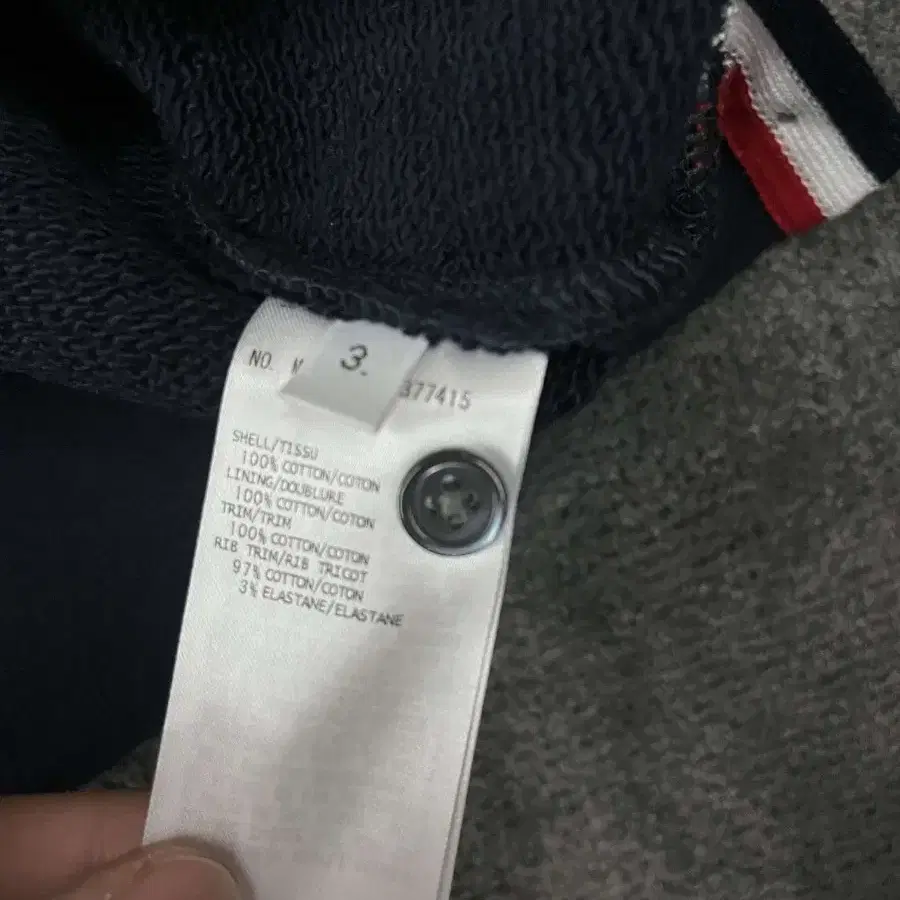 3.
NO. 377415
SHELL/TISSU
100% COTTON/COTON
LINING/DOUBLURE
100% COTTON/COTON
TRIM/TRIM
100% COTTON/COTON
RIB TRIM/RIB TRICOT
97% COTTON/COTON
3% ELASTANE/ELASTANE